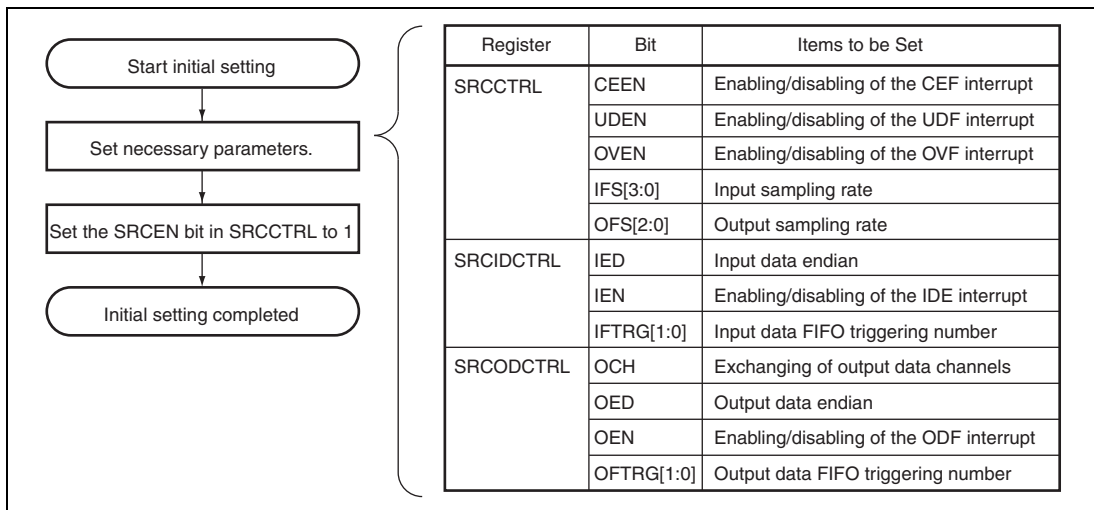 Start initial setting
Set necessary parameters.
Set the SRCEN bit in SRCCTRL to 1
Initial setting completed
Register Bit Items to be Set
SRCCTRL CEEN Enabling/disabling of the CEF interrupt
UDEN Enabling/disabling of the UDF interrupt
OVEN Enabling/disabling of the OVF interrupt
IFS[3:0] Input sampling rate
OFS[2:0] Output sampling rate
SRCIDCTRL IED Input data endian
IEN Enabling/disabling of the IDE interrupt
IFTRG[1:0] Input data FIFO triggering number
SRCODCTRL OCH Exchanging of output data channels
OED Output data endian
OEN Enabling/disabling of the ODF interrupt
OFTRG[1:0] Output data FIFO triggering number